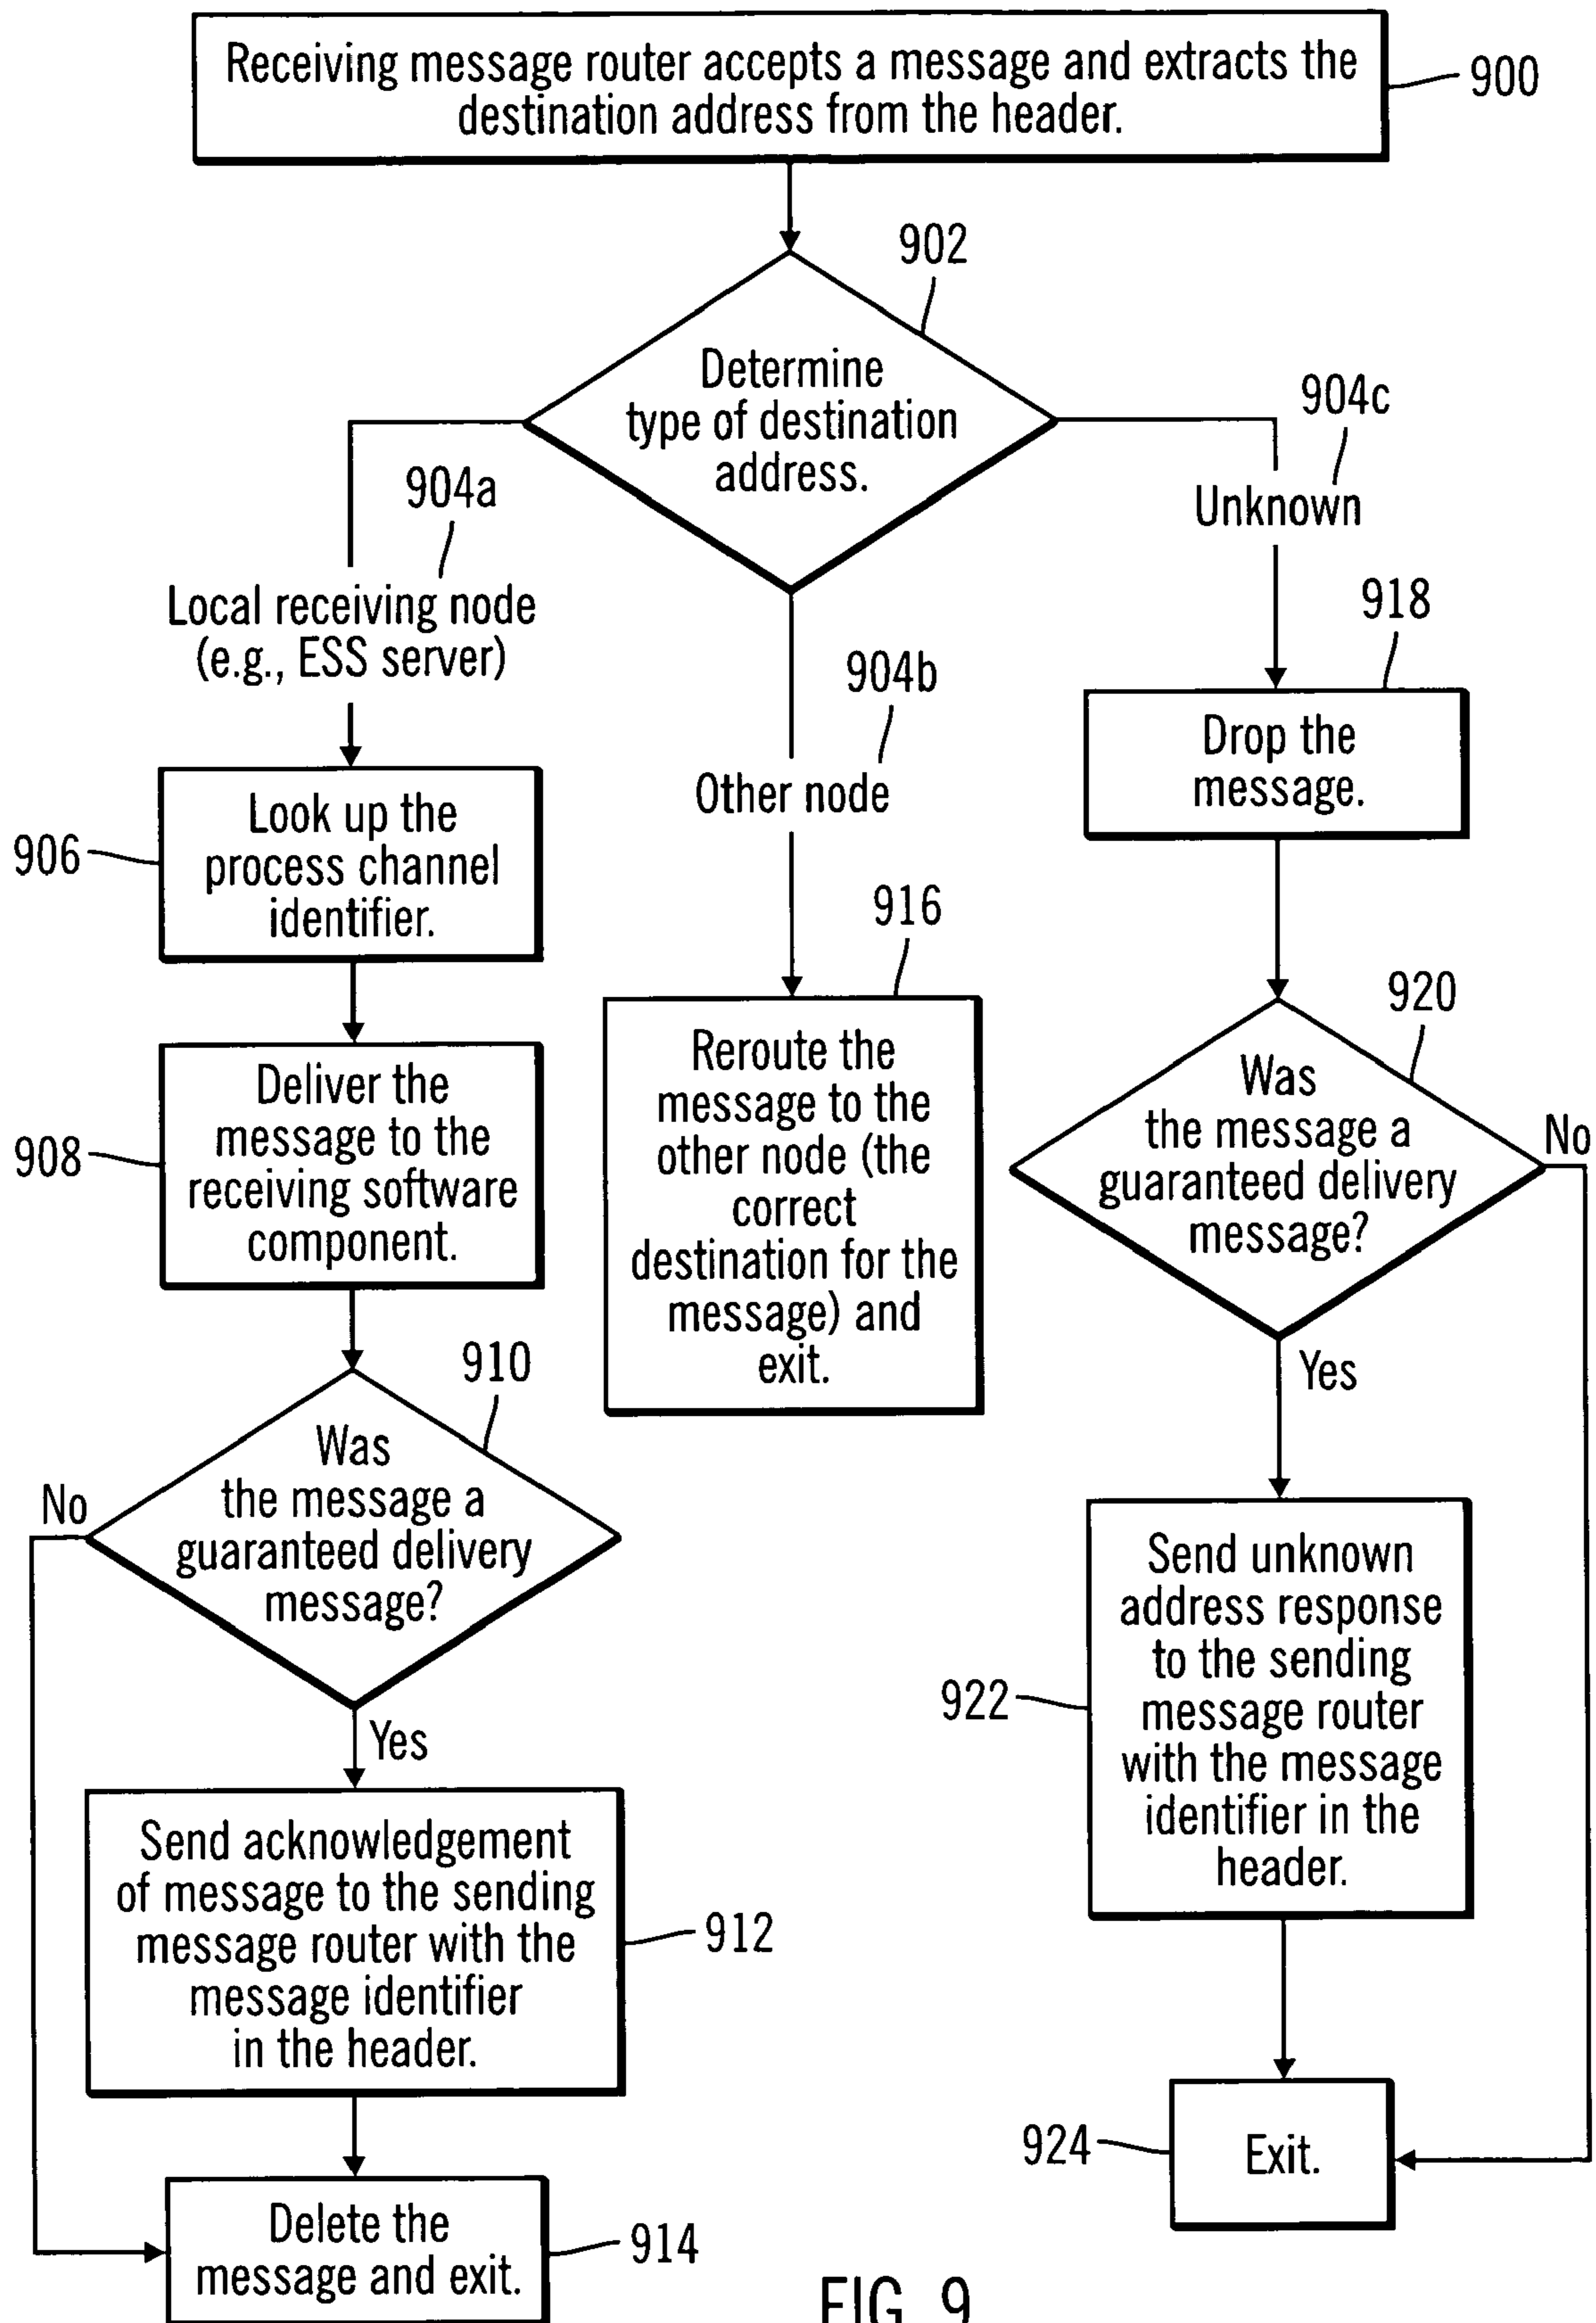 Receiving message router accepts a message and extracts the
destination address from the header.
900
902
Determine
type of destination
address.
904a
Local receiving node
(e.g., ESS server)
904b
Other node
904c
Unknown
906
Look up the
process channel
identifier.
908
Deliver the
message to the
receiving software
component.
910
Was
the message a
guaranteed delivery
message?
No
Yes
Send acknowledgement
of message to the sending
message router with the
message identifier
in the header.
912
Delete the
message and exit.
914
916
Reroute the
message to the
other node (the
correct
destination for the
message) and
exit.
918
Drop the
message.
920
Was
the message a
guaranteed delivery
message?
No
Yes
922
Send unknown
address response
to the sending
message router
with the message
identifier in the
header.
924
Exit.
FIG. 9